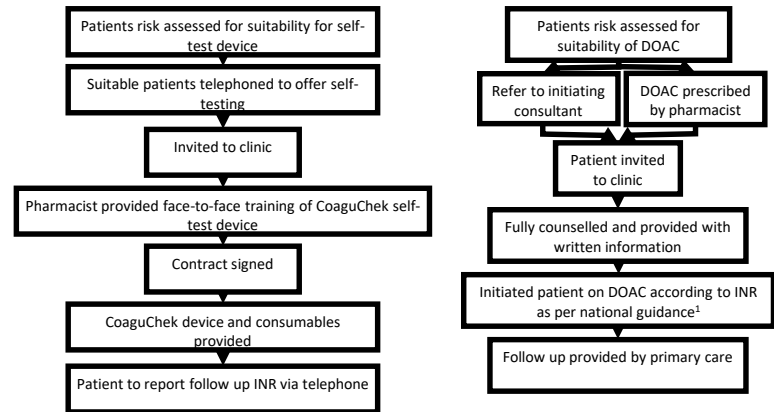 Patients risk assessed for suitability for self-
test device
Suitable patients telephoned to offer self-
testing
Invited to clinic
Pharmacist provided face-to-face training of CoaguChek self-
test device
Contract signed
CoaguChek device and consumables
provided
Patient to report follow up INR via telephone
Patients risk assessed for
suitability of DOAC
Refer to initiating
consultant
DOAC prescribed
by pharmacist
Patient invited
to clinic
Fully counselled and provided with
written information
Initiated patient on DOAC according to INR
as per national guidance¹
Follow up provided by primary care